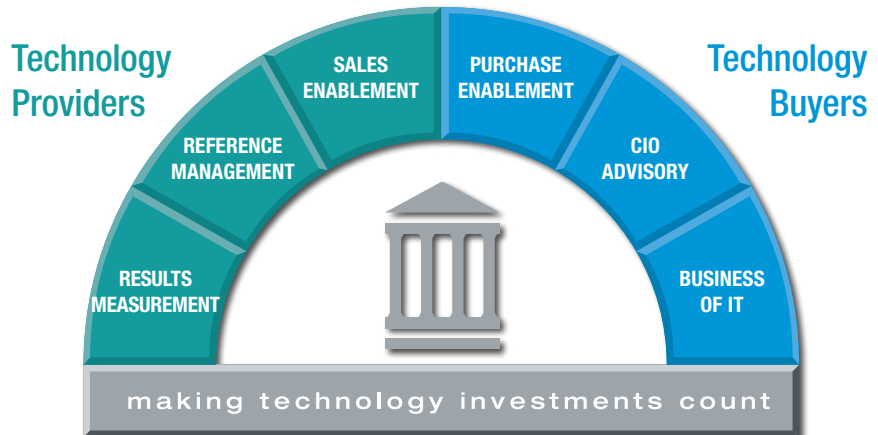 Technology
Providers
SALES
ENABLEMENT
PURCHASE
ENABLEMENT
Technology
Buyers
REFERENCE
MANAGEMENT
CIO
ADVISORY
RESULTS
MEASUREMENT
BUSINESS
OF IT
making technology investments count